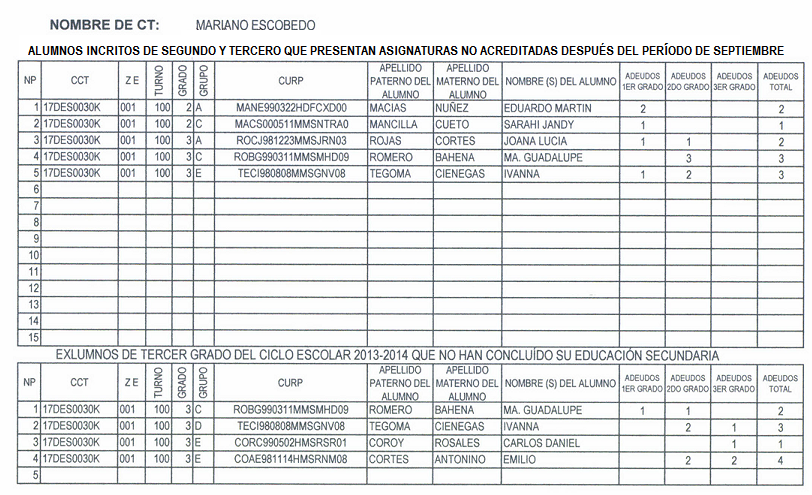 NOMBRE DE CT: MARIANO ESCOBEDO
ALUMNOS INCRITOS DE SEGUNDO Y TERCERO QUE PRESENTAN ASIGNATURAS NO ACREDITADAS DESPUÉS DEL PERÍODO DE SEPTIEMBRE
NP CCT Z E TURNO GRADO GRUPO CURP APELLIDO PATERNO DEL ALUMNO APELLIDO MATERNO DEL ALUMNO NOMBRE (S) DEL ALUMNO ADEUDOS 1ER GRADO ADEUDOS 2DO GRADO ADEUDOS 3ER GRADO ADEUDOS TOTAL
1 17DES0030K 001 100 2 A MANE990322HDFCXD00 MACIAS NUÑEZ EDUARDO MARTIN 2 2
2 17DES0030K 001 100 2 C MACS000511MMSNTRA0 MANCILLA CUETO SARAHI JANDY 1 1
3 17DES0030K 001 100 3 A ROCJ981223MMSJRN03 ROJAS CORTES JOANA LUCIA 1 1 2
4 17DES0030K 001 100 3 C ROBG990311MMSMHD09 ROMERO BAHENA MA. GUADALUPE 3 3
5 17DES0030K 001 100 3 E TECI980808MMSGNV08 TEGOMA CIENEGAS IVANNA 1 2 3
6
7
8
9
10
11
12
13
14
15
EXLUMNOS DE TERCER GRADO DEL CICLO ESCOLAR 2013-2014 QUE NO HAN CONCLUÍDO SU EDUCACIÓN SECUNDARIA
NP CCT Z E TURNO GRADO GRUPO CURP APELLIDO PATERNO DEL ALUMNO APELLIDO MATERNO DEL ALUMNO NOMBRE (S) DEL ALUMNO ADEUDOS 1ER GRADO ADEUDOS 2DO GRADO ADEUDOS 3ER GRADO ADEUDOS TOTAL
1 17DES0030K 001 100 3 C ROBG990311MMSMHD09 ROMERO BAHENA MA. GUADALUPE 1 1 2
2 17DES0030K 001 100 3 D TECI980808MMSGNV08 TEGOMA CIENEGAS IVANNA 2 1 3
3 17DES0030K 001 100 3 E CORC990502HMSRSR01 COROY ROSALES CARLOS DANIEL 1 1
4 17DES0030K 001 100 3 E COAE981114HMSRNM08 CORTES ANTONINO EMILIO 2 2 4
5